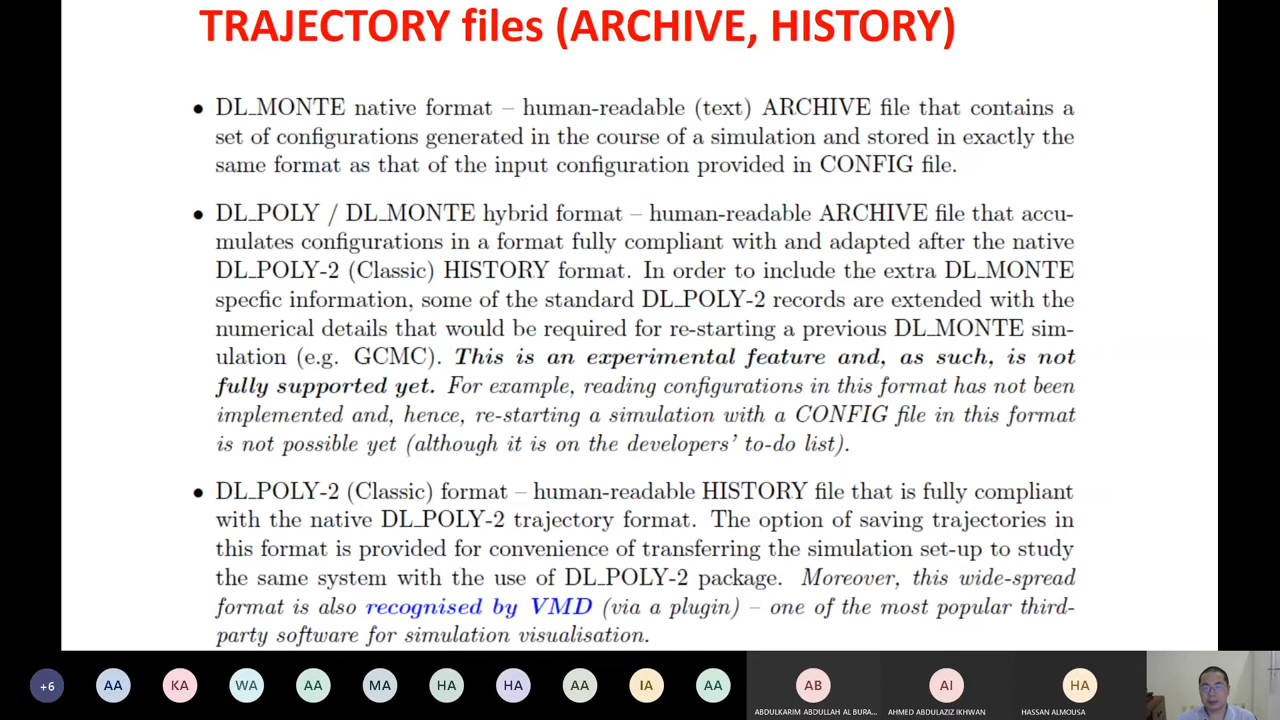 TRAJECTORY files (ARCHIVE, HISTORY)
• DL_MONTE native format – human-readable (text) ARCHIVE file that contains a
set of configurations generated in the course of a simulation and stored in exactly the
same format as that of the input configuration provided in CONFIG file.
• DL_POLY / DL_MONTE hybrid format – human-readable ARCHIVE file that accu-
mulates configurations in a format fully compliant with and adapted after the native
DL_POLY-2 (Classic) HISTORY format. In order to include the extra DL_MONTE
specfic information, some of the standard DL_POLY-2 records are extended with the
numerical details that would be required for re-starting a previous DL_MONTE sim-
ulation (e.g. GCMC). This is an experimental feature and, as such, is not
fully supported yet. For example, reading configurations in this format has not been
implemented and, hence, re-starting a simulation with a CONFIG file in this format
is not possible yet (although it is on the developers' to-do list).
• DL_POLY-2 (Classic) format – human-readable HISTORY file that is fully compliant
with the native DL_POLY-2 trajectory format. The option of saving trajectories in
this format is provided for convenience of transferring the simulation set-up to study
the same system with the use of DL_POLY-2 package. Moreover, this wide-spread
format is also recognised by VMD (via a plugin) – one of the most popular third-
party software for simulation visualisation.
+6 AA KA WA AA MA HA HA AA IA AA AB AI HA
ABDULKARIM ABDULLAH AL BURA... AHMED ABDULAZIZ IKHWAN HASSAN ALMOUSA